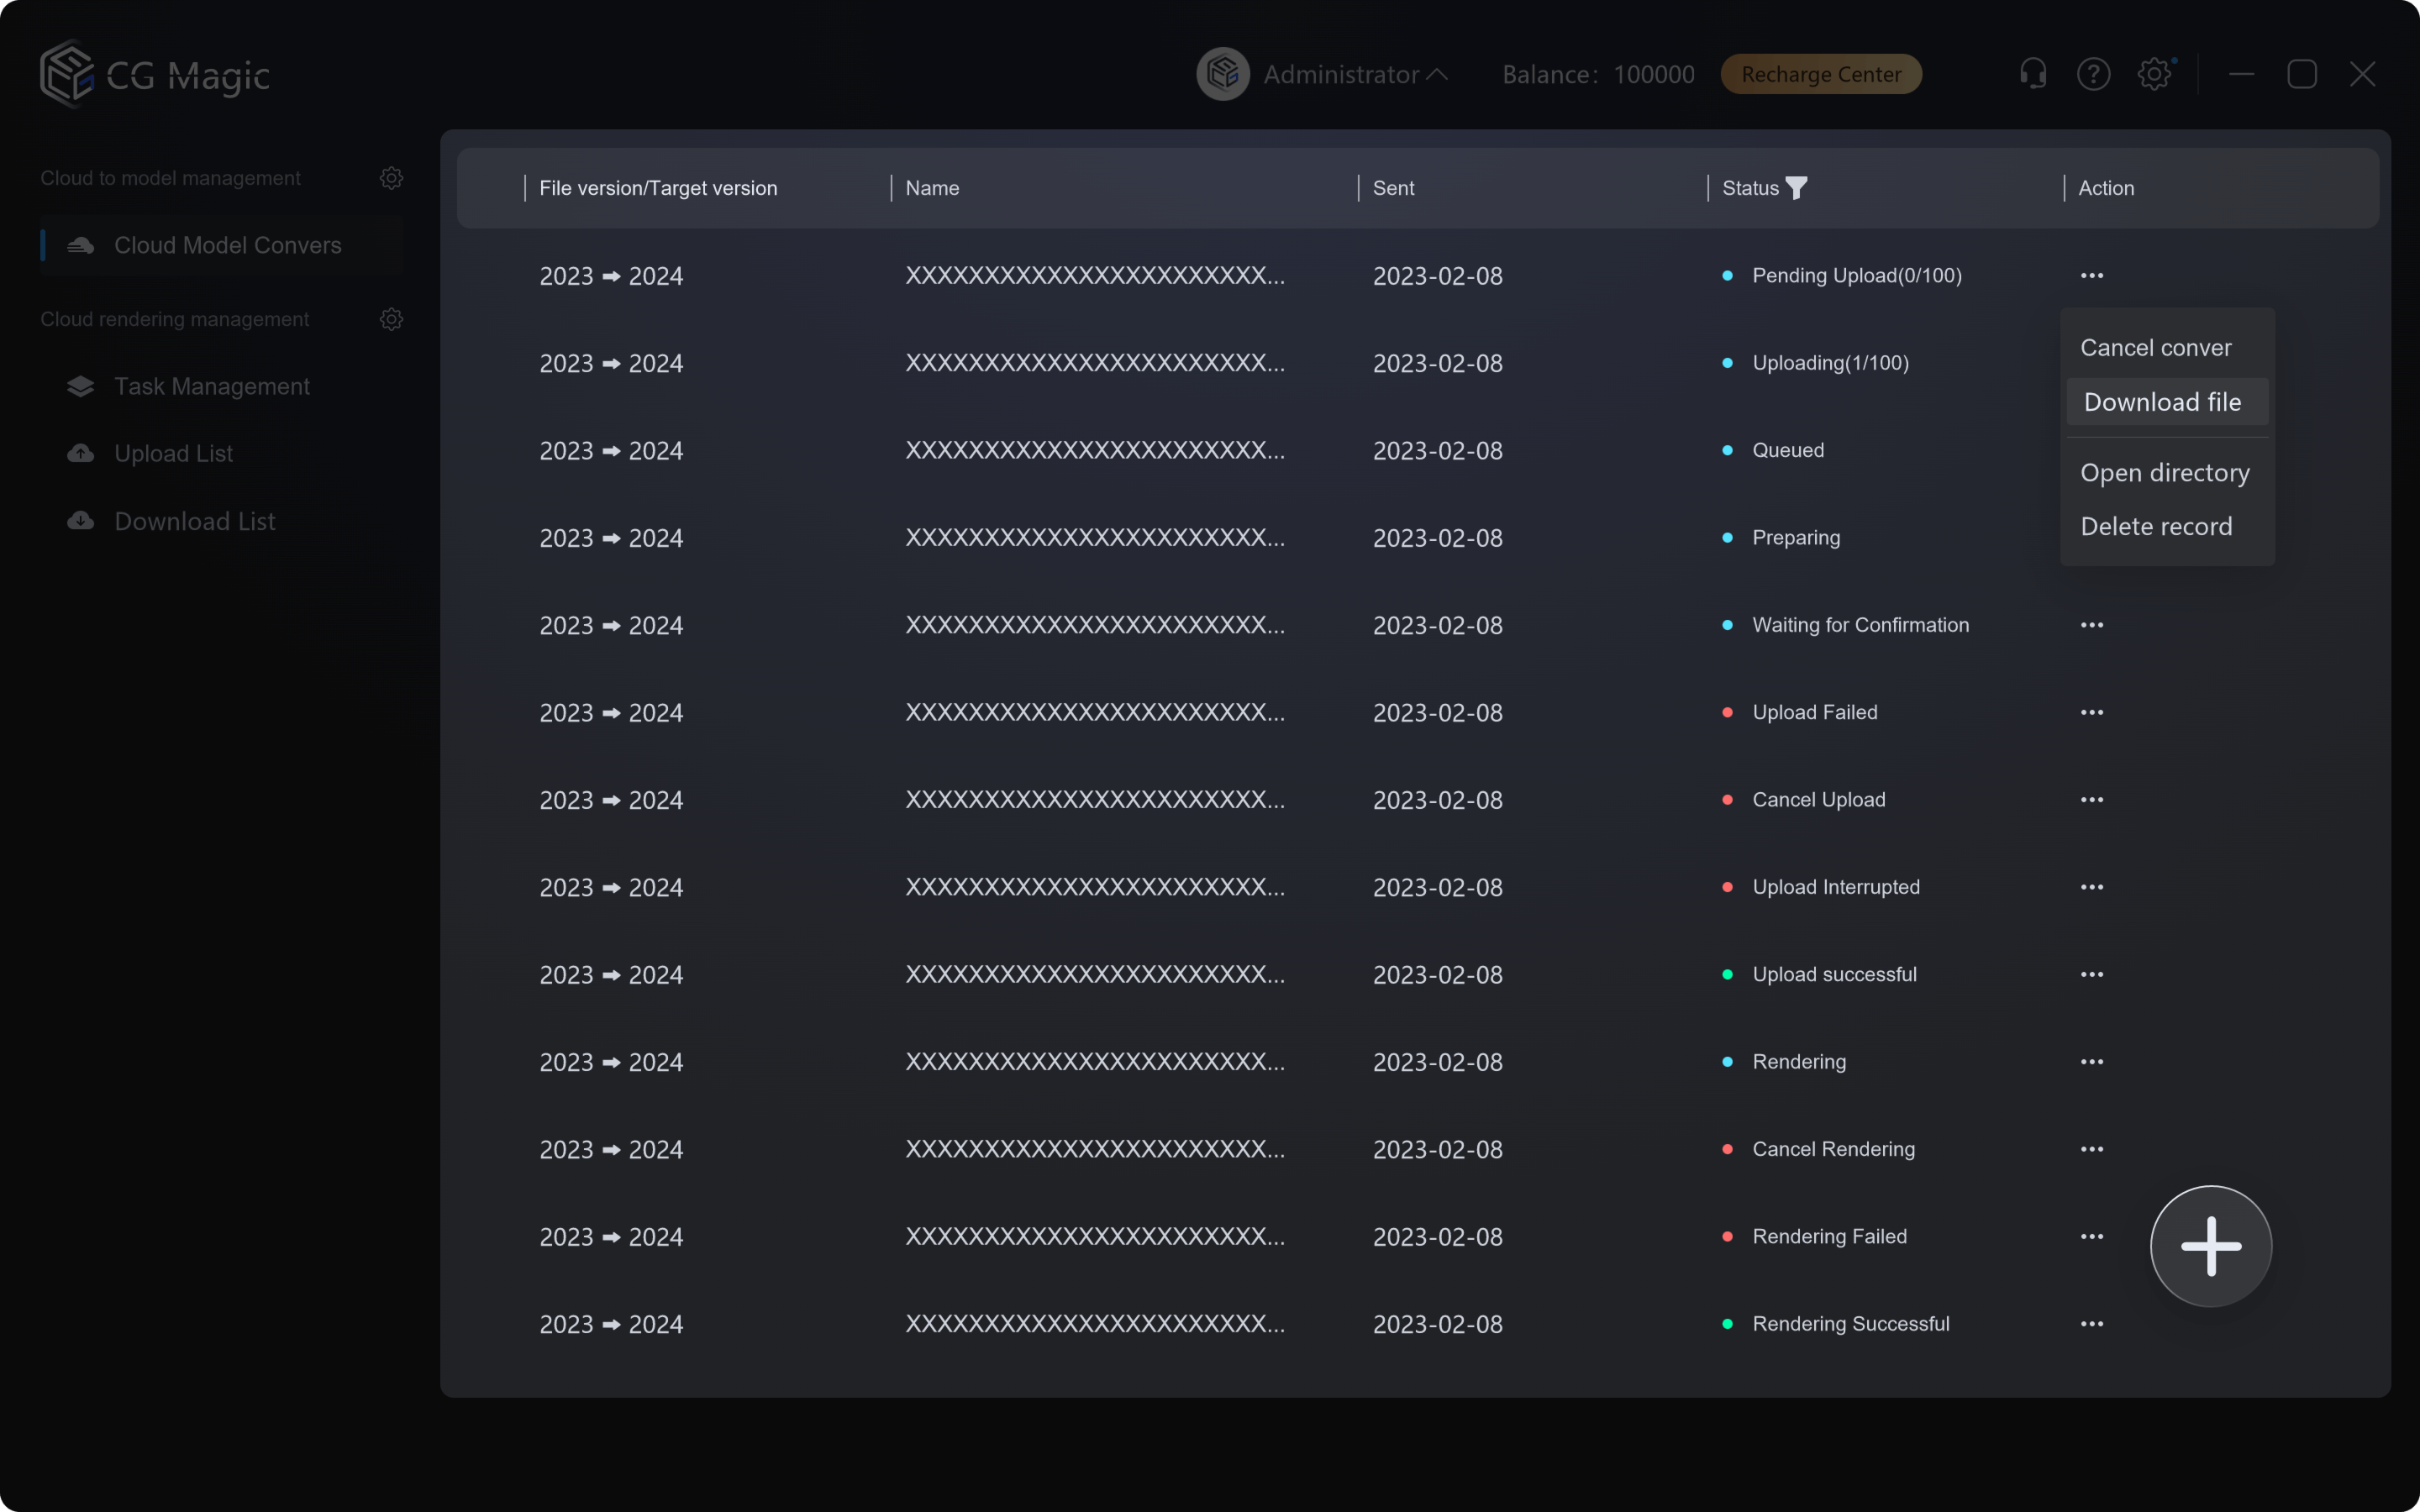 CG Magic
Administrator Balance：100000 Recharge Center
Cloud to model management
Cloud Model Convers
Cloud rendering management
Task Management
Upload List
Download List
File version/Target version Name Sent Status Action
2023 ➡ 2024 XXXXXXXXXXXXXXXXXXXXXXX... 2023-02-08 Pending Upload(0/100) •••
2023 ➡ 2024 XXXXXXXXXXXXXXXXXXXXXXX... 2023-02-08 Uploading(1/100)
2023 ➡ 2024 XXXXXXXXXXXXXXXXXXXXXXX... 2023-02-08 Queued
2023 ➡ 2024 XXXXXXXXXXXXXXXXXXXXXXX... 2023-02-08 Preparing
2023 ➡ 2024 XXXXXXXXXXXXXXXXXXXXXXX... 2023-02-08 Waiting for Confirmation •••
2023 ➡ 2024 XXXXXXXXXXXXXXXXXXXXXXX... 2023-02-08 Upload Failed •••
2023 ➡ 2024 XXXXXXXXXXXXXXXXXXXXXXX... 2023-02-08 Cancel Upload •••
2023 ➡ 2024 XXXXXXXXXXXXXXXXXXXXXXX... 2023-02-08 Upload Interrupted •••
2023 ➡ 2024 XXXXXXXXXXXXXXXXXXXXXXX... 2023-02-08 Upload successful •••
2023 ➡ 2024 XXXXXXXXXXXXXXXXXXXXXXX... 2023-02-08 Rendering •••
2023 ➡ 2024 XXXXXXXXXXXXXXXXXXXXXXX... 2023-02-08 Cancel Rendering •••
2023 ➡ 2024 XXXXXXXXXXXXXXXXXXXXXXX... 2023-02-08 Rendering Failed •••
2023 ➡ 2024 XXXXXXXXXXXXXXXXXXXXXXX... 2023-02-08 Rendering Successful •••
Cancel conver
Download file
Open directory
Delete record